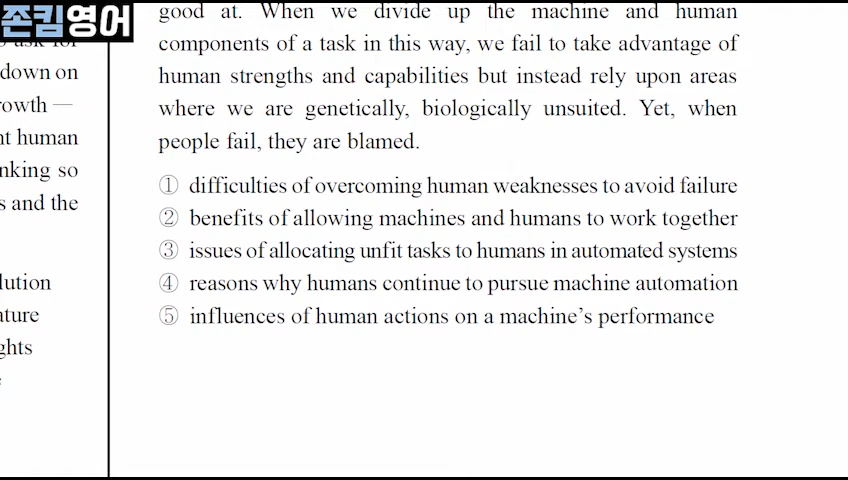 존킴영어
down on
owth —
nt human
nking so
s and the
lution
ature
ghts
good at. When we divide up the machine and human
components of a task in this way, we fail to take advantage of
human strengths and capabilities but instead rely upon areas
where we are genetically, biologically unsuited. Yet, when
people fail, they are blamed.
① difficulties of overcoming human weaknesses to avoid failure
② benefits of allowing machines and humans to work together
③ issues of allocating unfit tasks to humans in automated systems
④ reasons why humans continue to pursue machine automation
⑤ influences of human actions on a machine's performance